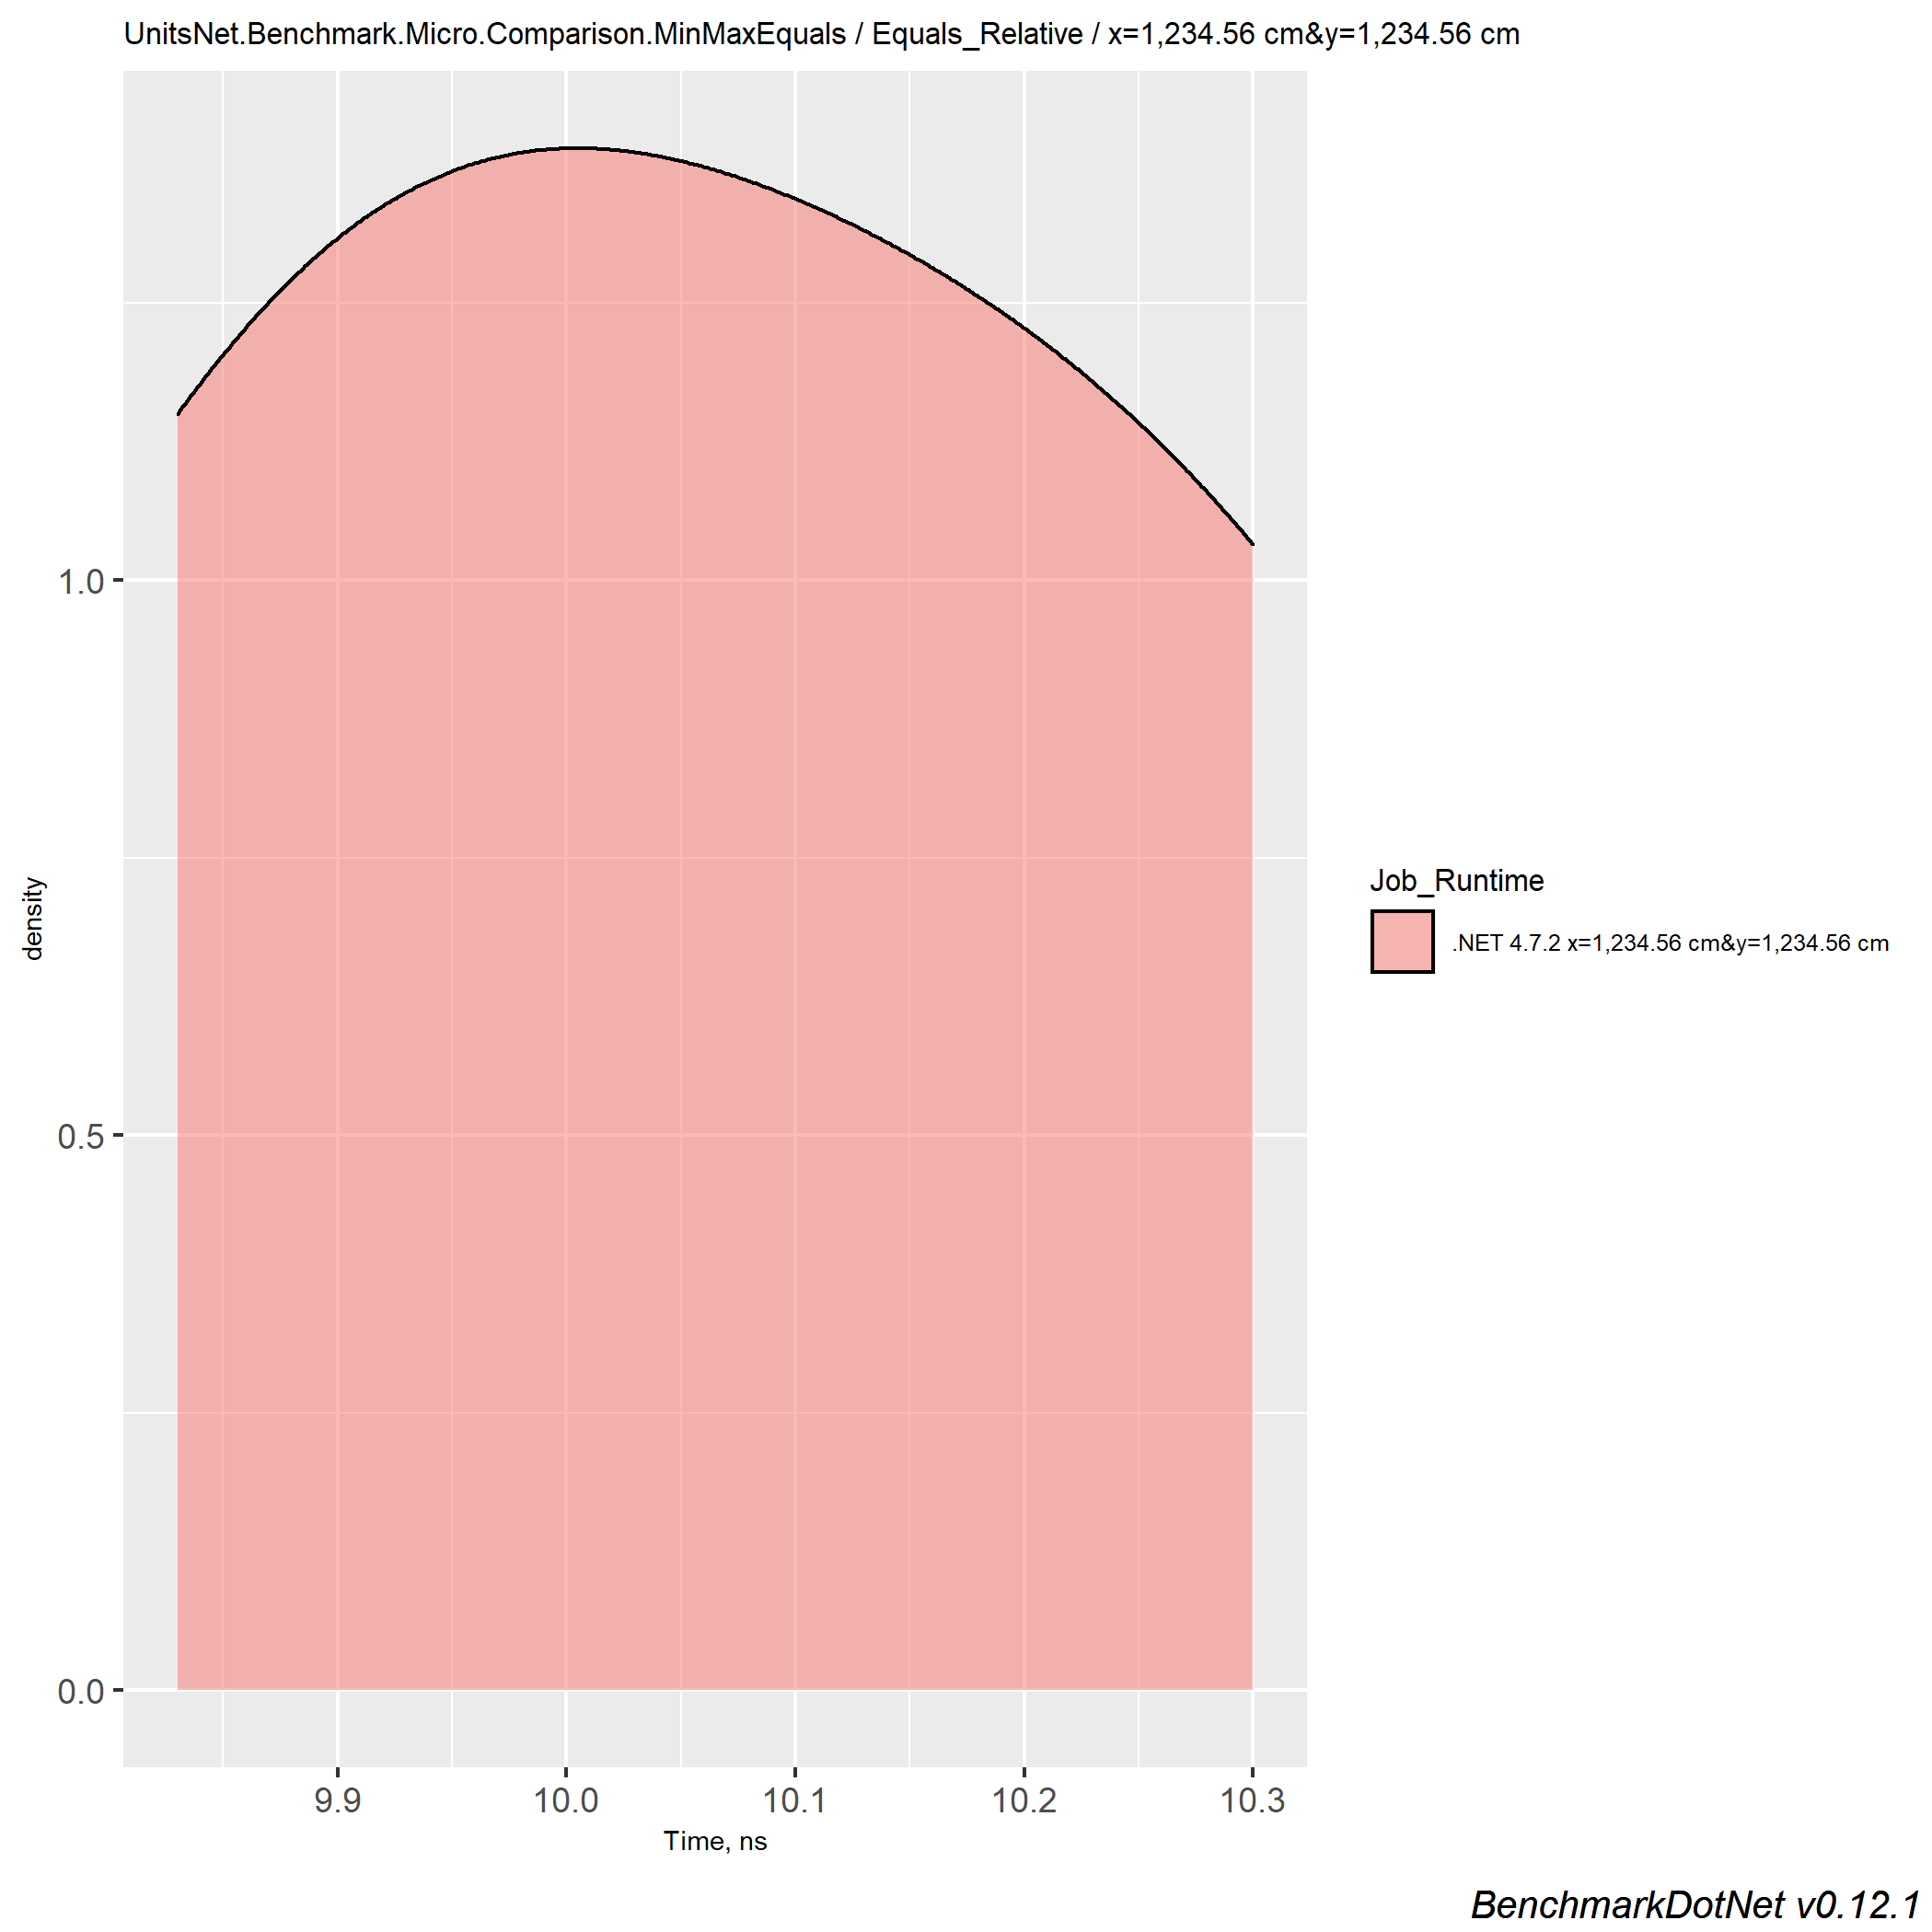 UnitsNet.Benchmark.Micro.Comparison.MinMaxEquals / Equals_Relative / x=1,234.56 cm&y=1,234.56 cm
density
1.0
0.5
0.0
9.9 10.0 10.1 10.2 10.3
Time, ns
Job_Runtime
.NET 4.7.2 x=1,234.56 cm&y=1,234.56 cm
BenchmarkDotNet v0.12.1